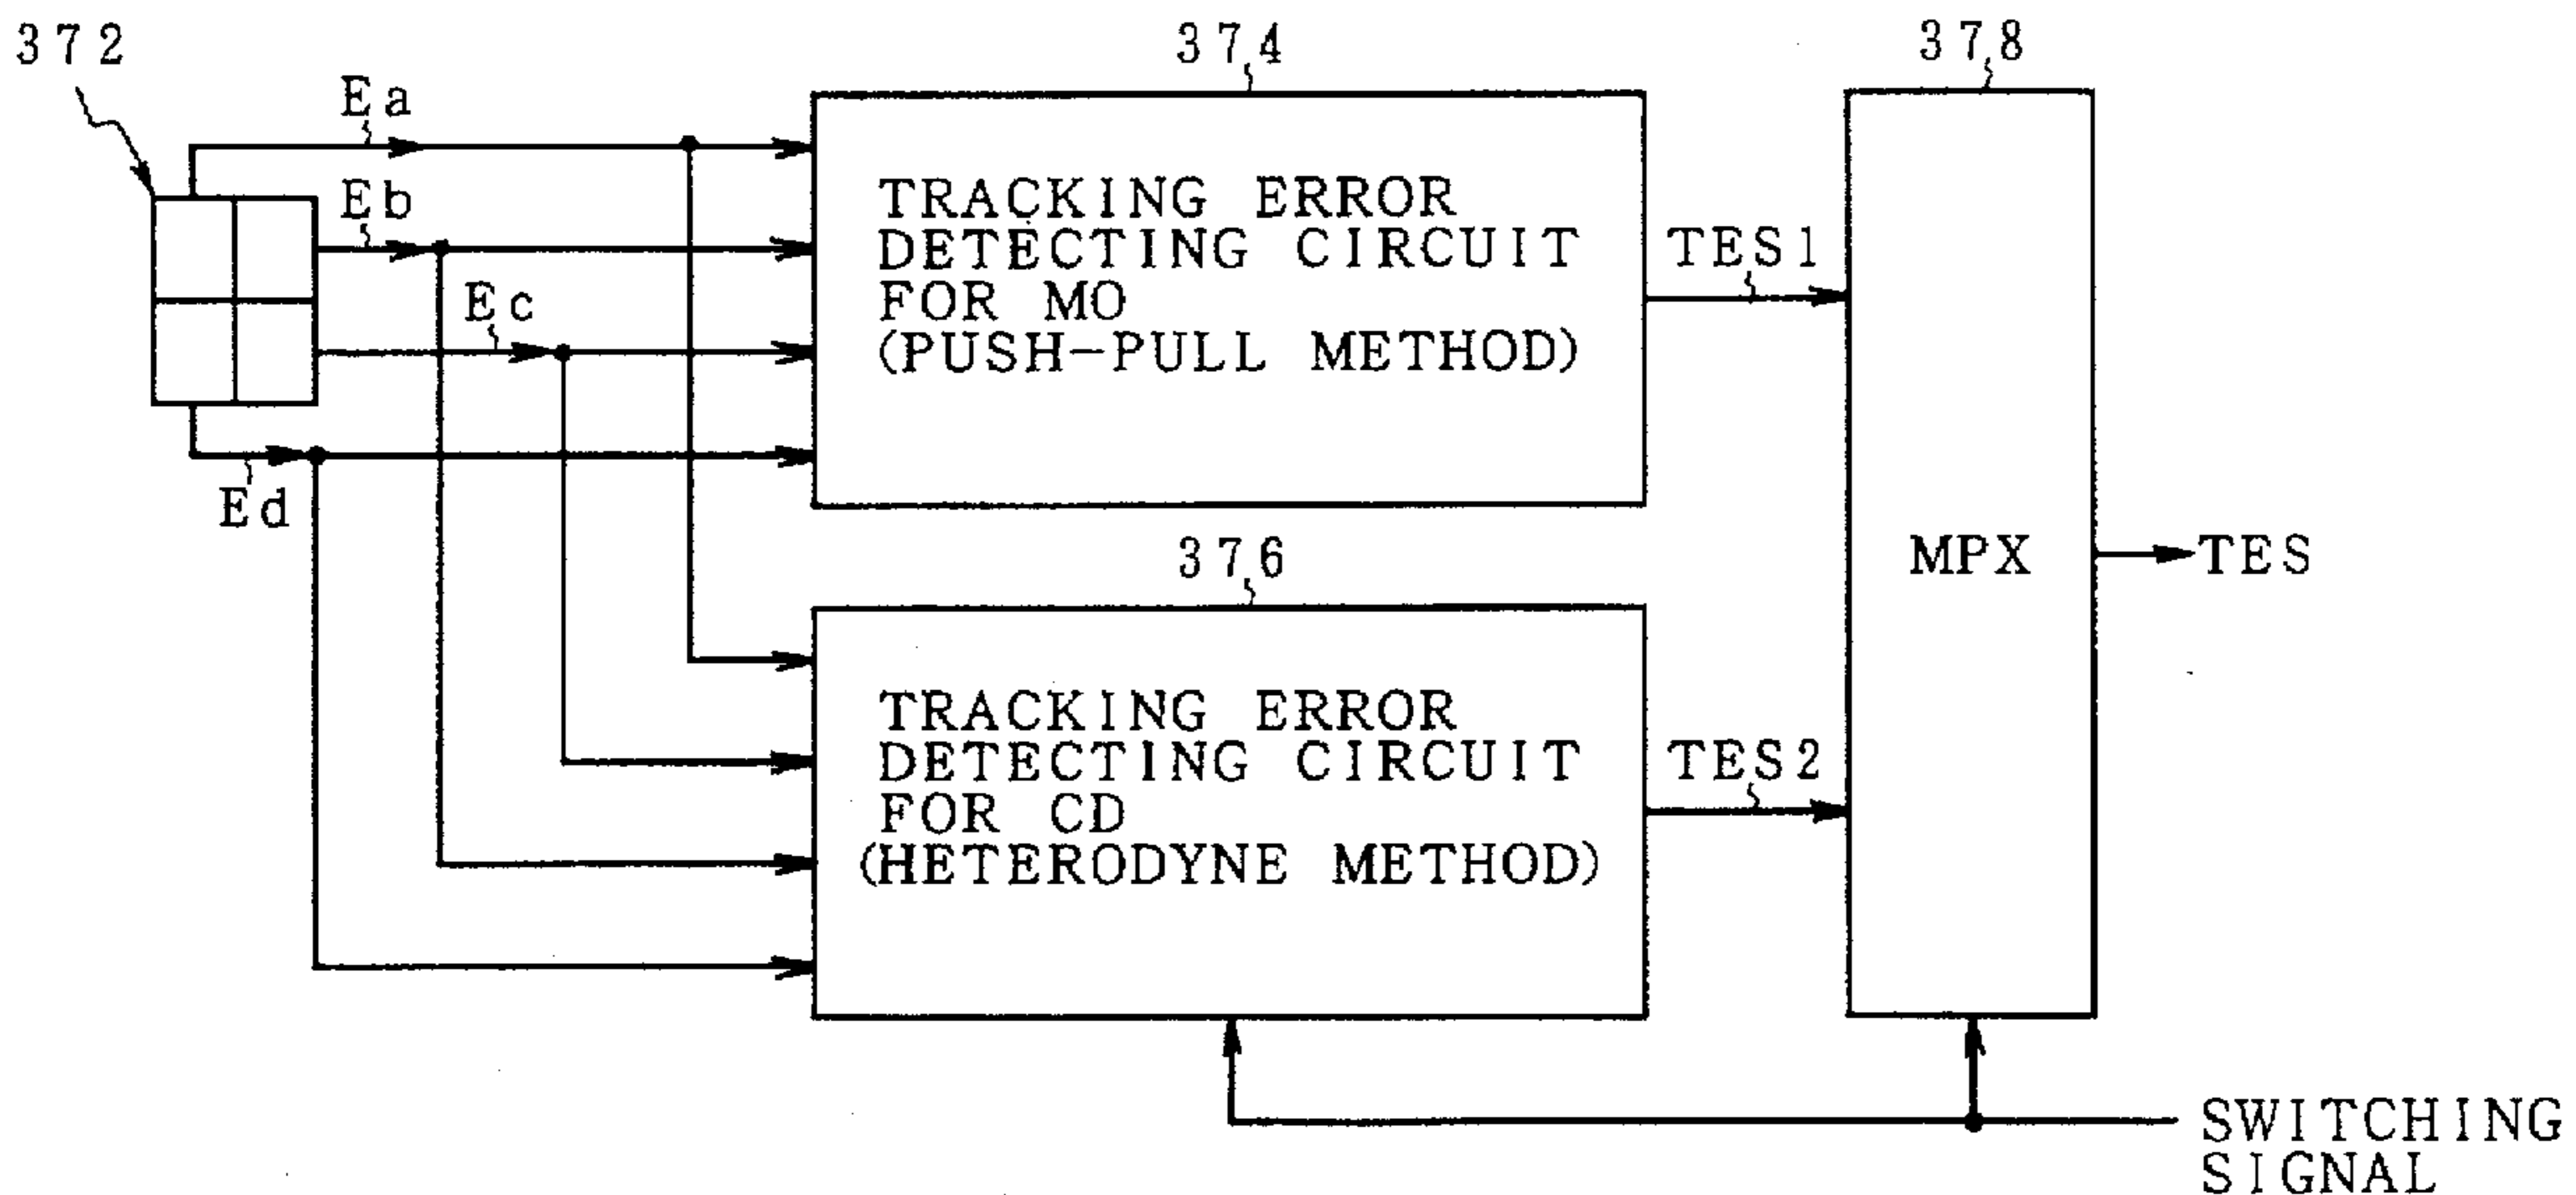 372
374
378
Ea
Eb
Ec
Ed
TRACKING ERROR
DETECTING CIRCUIT
FOR MO
(PUSH-PULL METHOD)
TES1
376
MPX
TES
TRACKING ERROR
DETECTING CIRCUIT
FOR CD
(HETERODYNE METHOD)
TES2
SWITCHING
SIGNAL